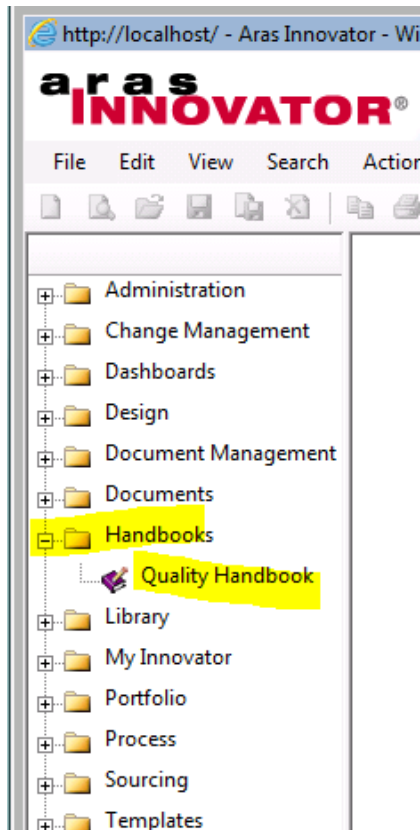 http://localhost/ - Aras Innovator - Wi
aras
INNOVATOR®
File Edit View Search Action
Administration
Change Management
Dashboards
Design
Document Management
Documents
Handbooks
Quality Handbook
Library
My Innovator
Portfolio
Process
Sourcing
Templates